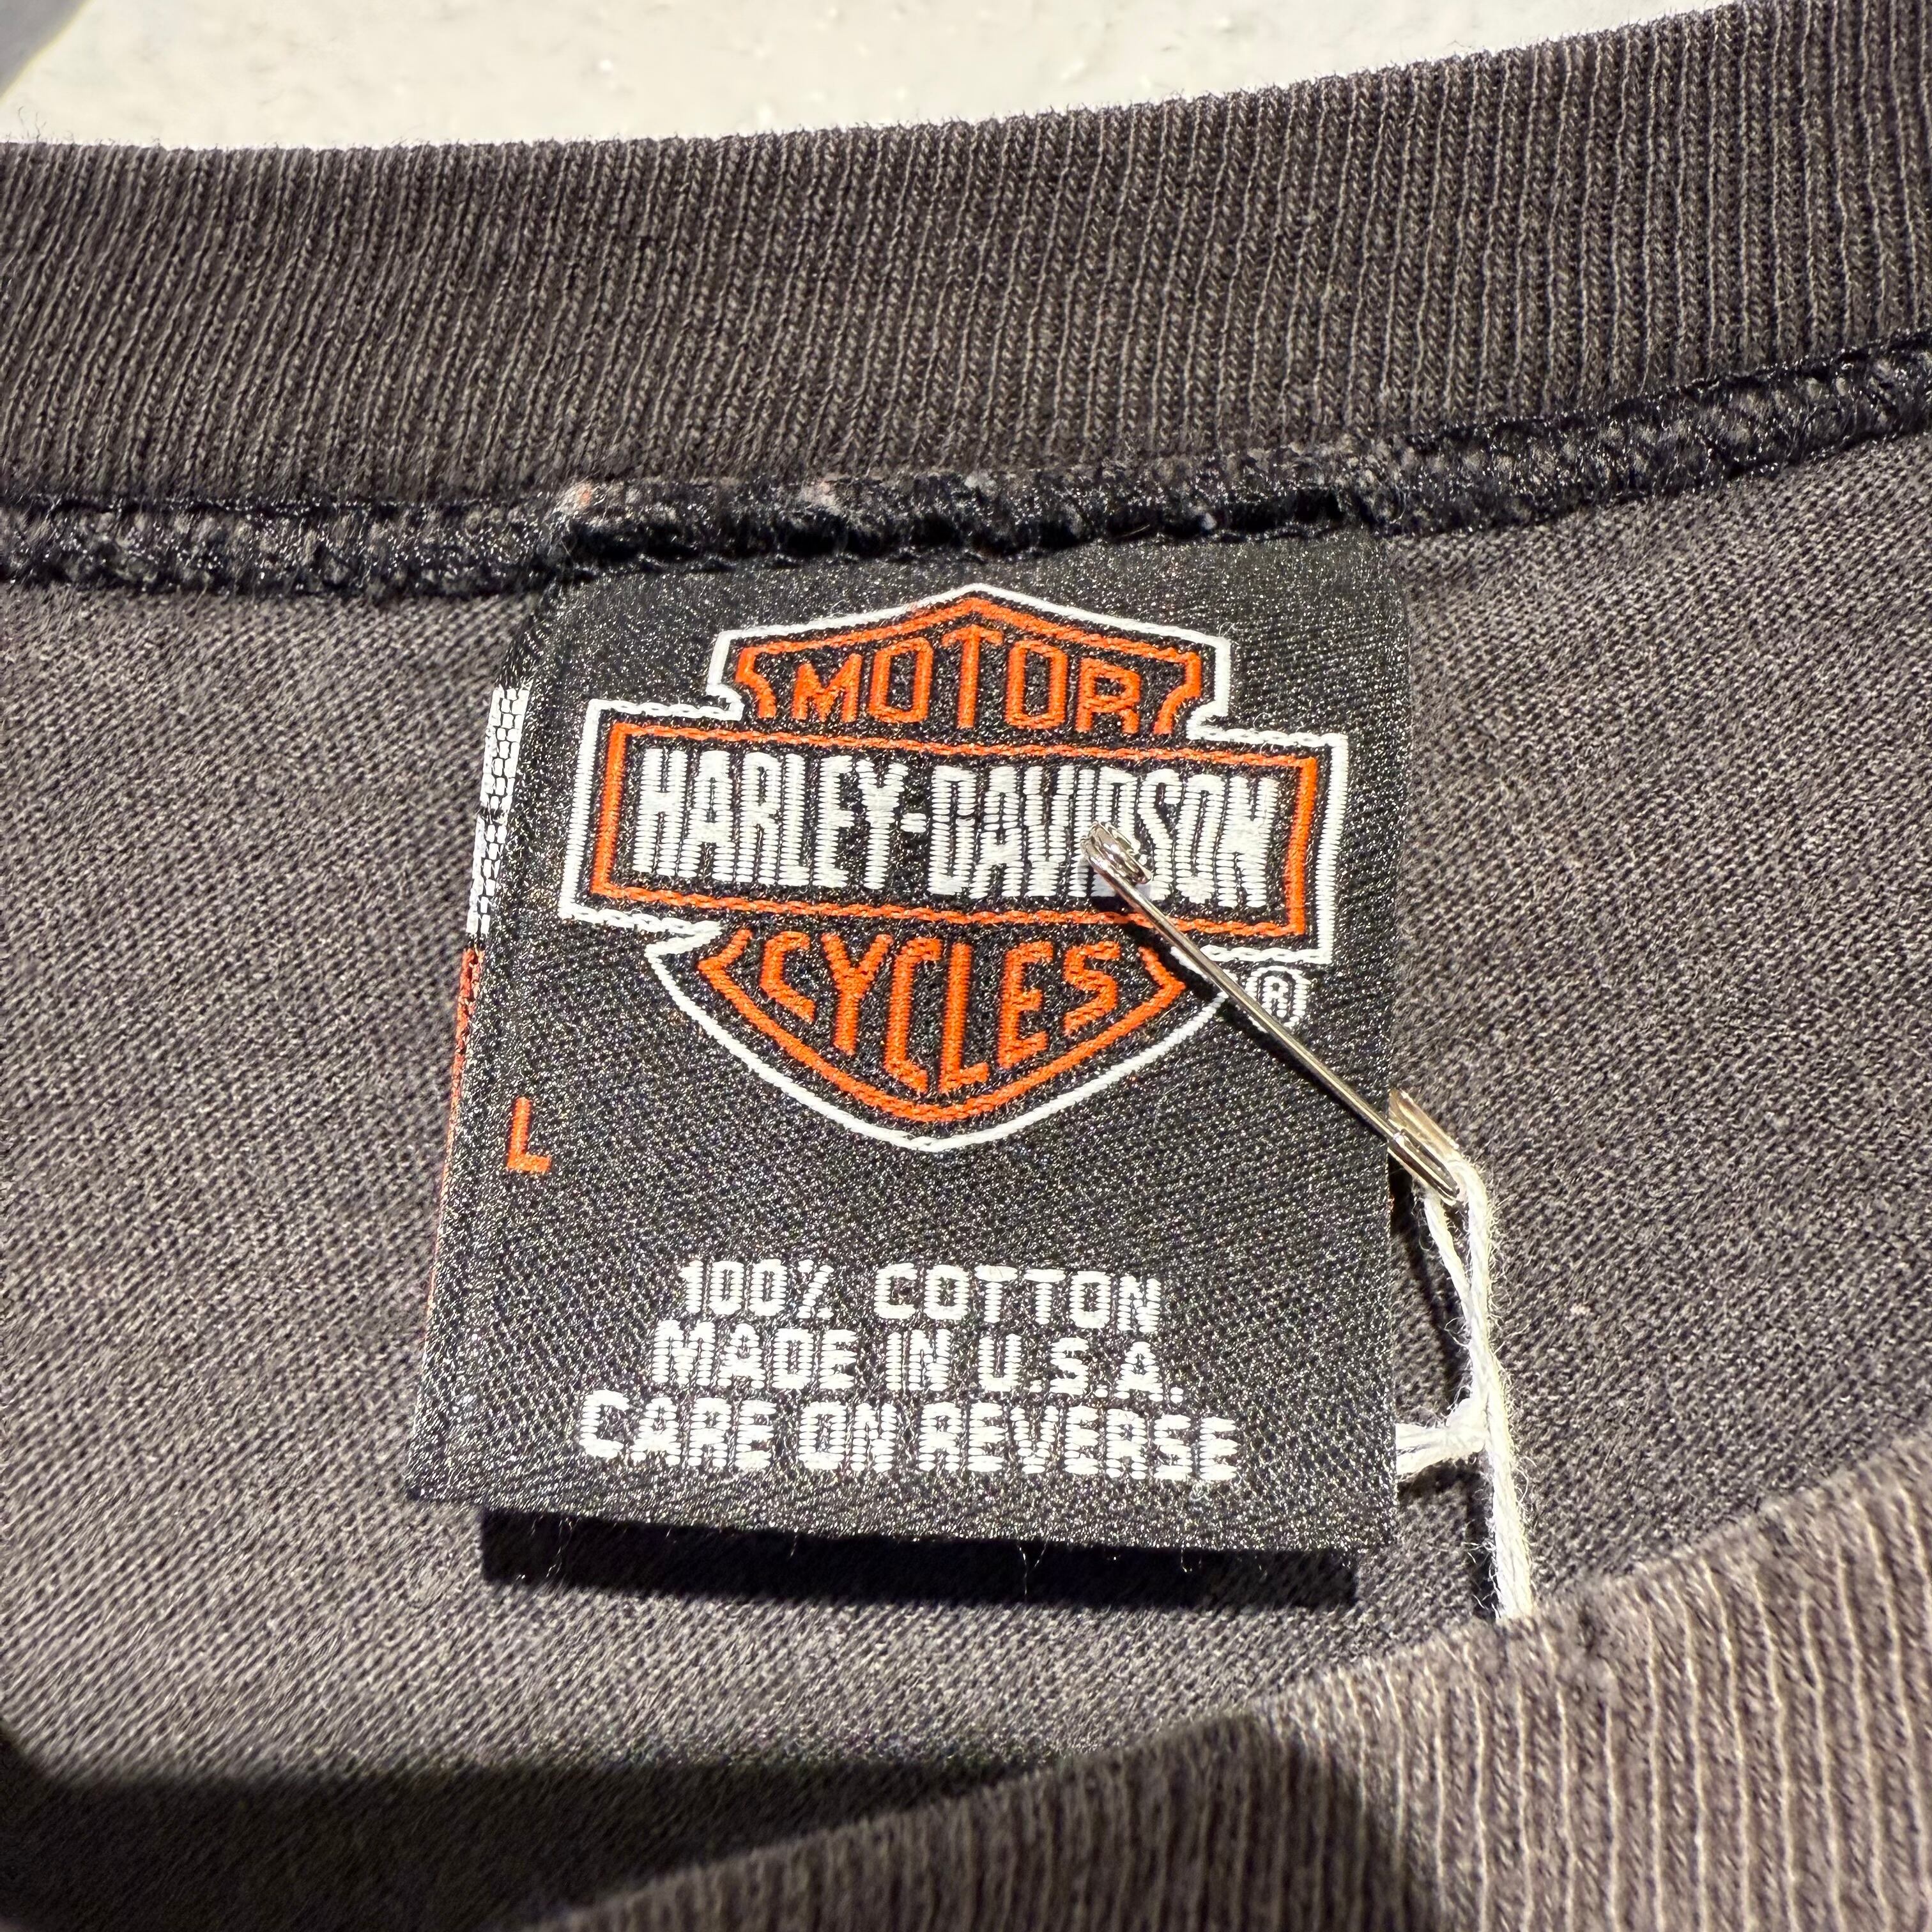 MOTOR
HARLEY-DAVIDSON
CYCLES
®
L
100% COTTON
MADE IN U.S.A.
CARE ON REVERSE